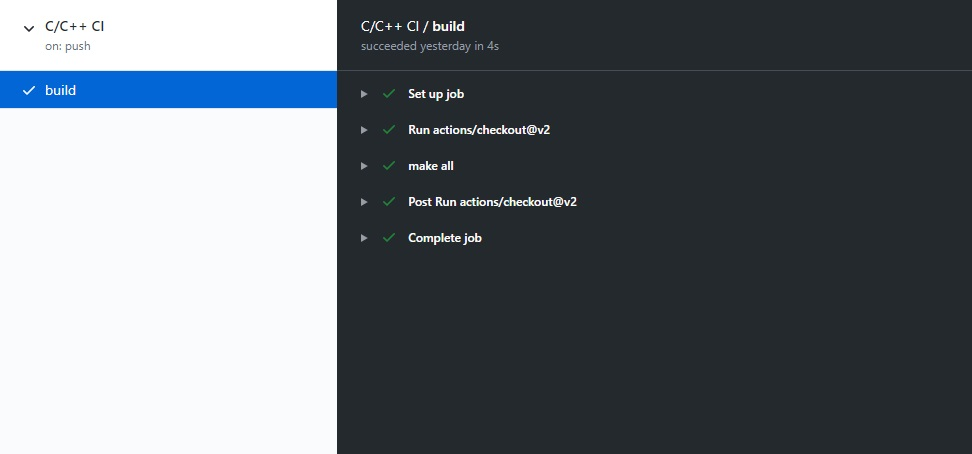 C/C++ CI
on: push
build
C/C++ CI / build
succeeded yesterday in 4s
Set up job
Run actions/checkout@v2
make all
Post Run actions/checkout@v2
Complete job